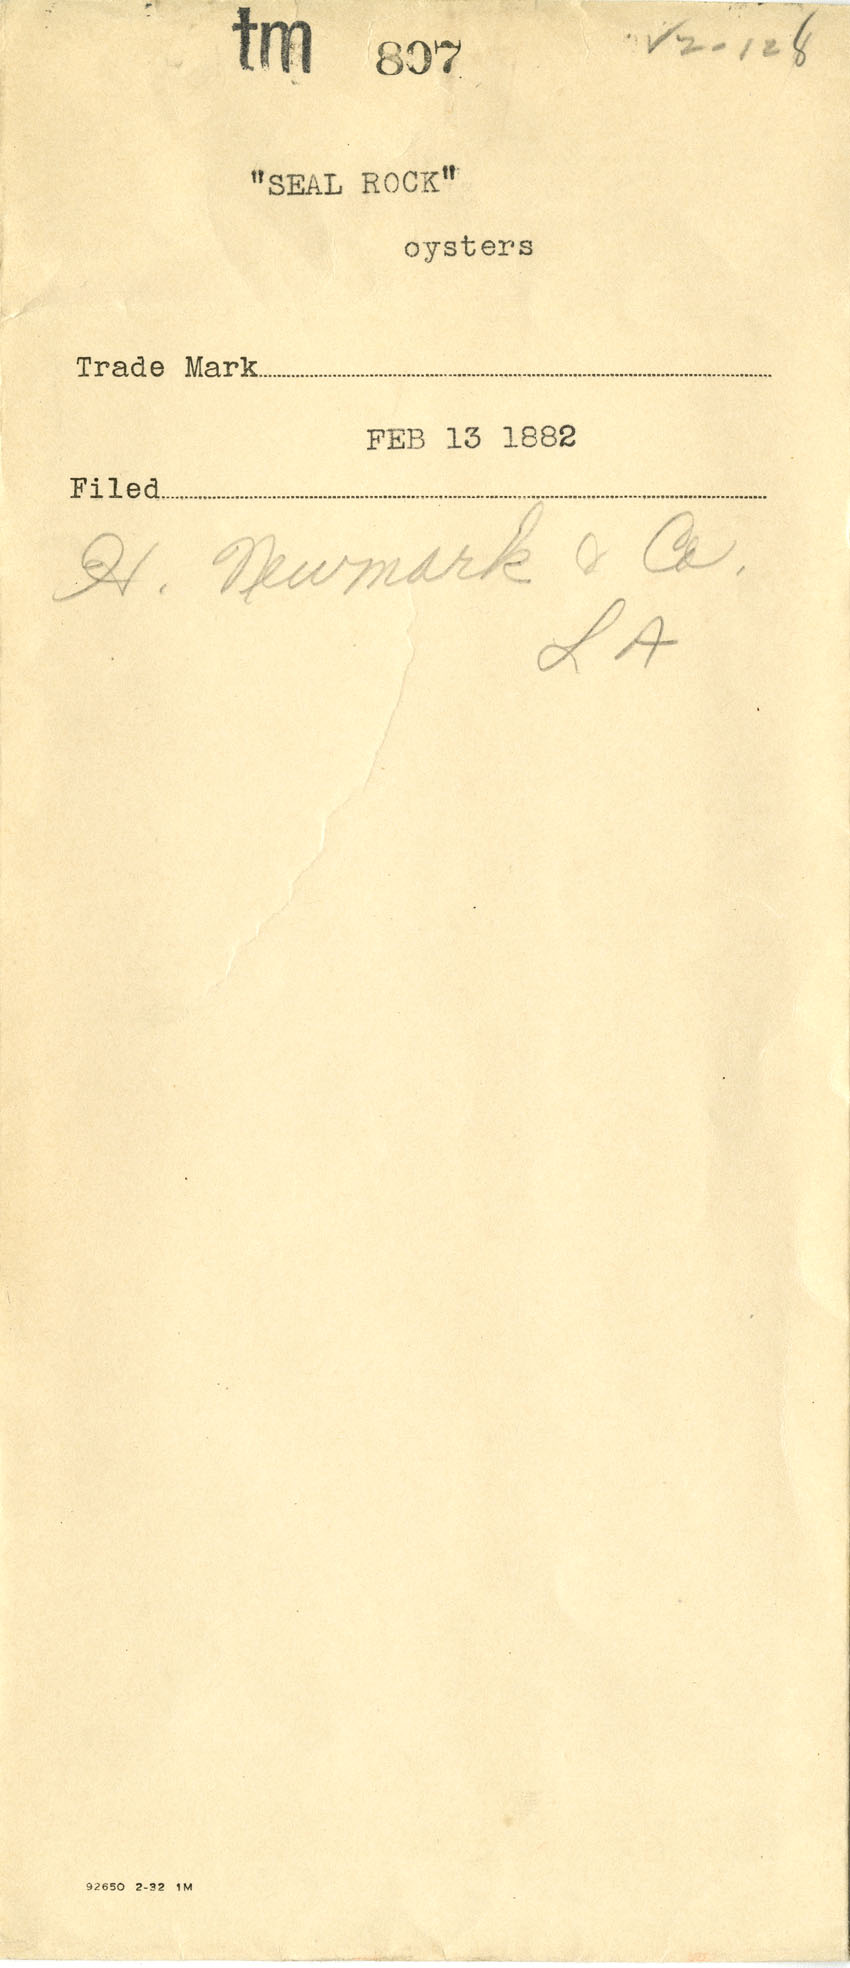 tm 807
V2-128
"SEAL ROCK"
oysters
Trade Mark
FEB 13 1882
Filed
H. Newmark & Co.
LA
92650 2-32 1M